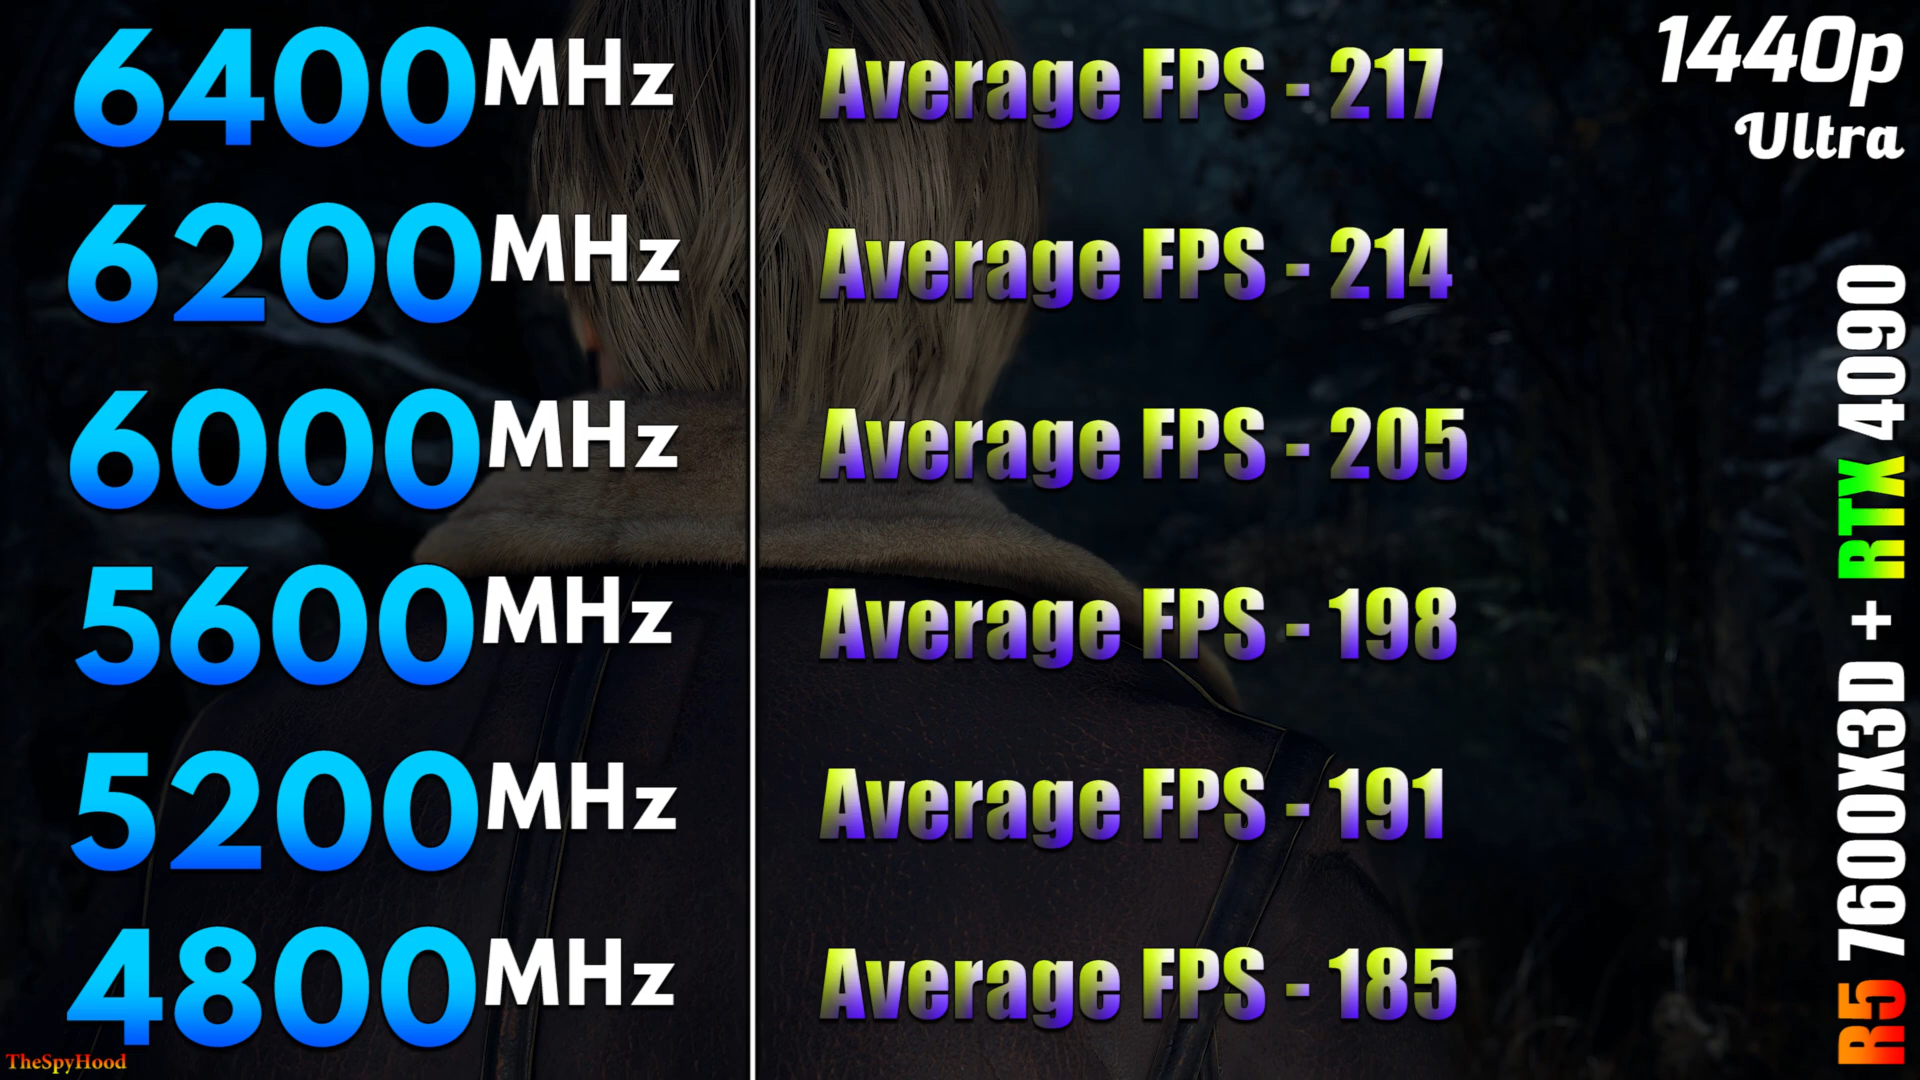 6400MHz Average FPS - 217
6200MHz Average FPS - 214
6000MHz Average FPS - 205
5600MHz Average FPS - 198
5200MHz Average FPS - 191
4800MHz Average FPS - 185
1440p
Ultra
R5 7600X3D + RTX 4090
TheSpyHood